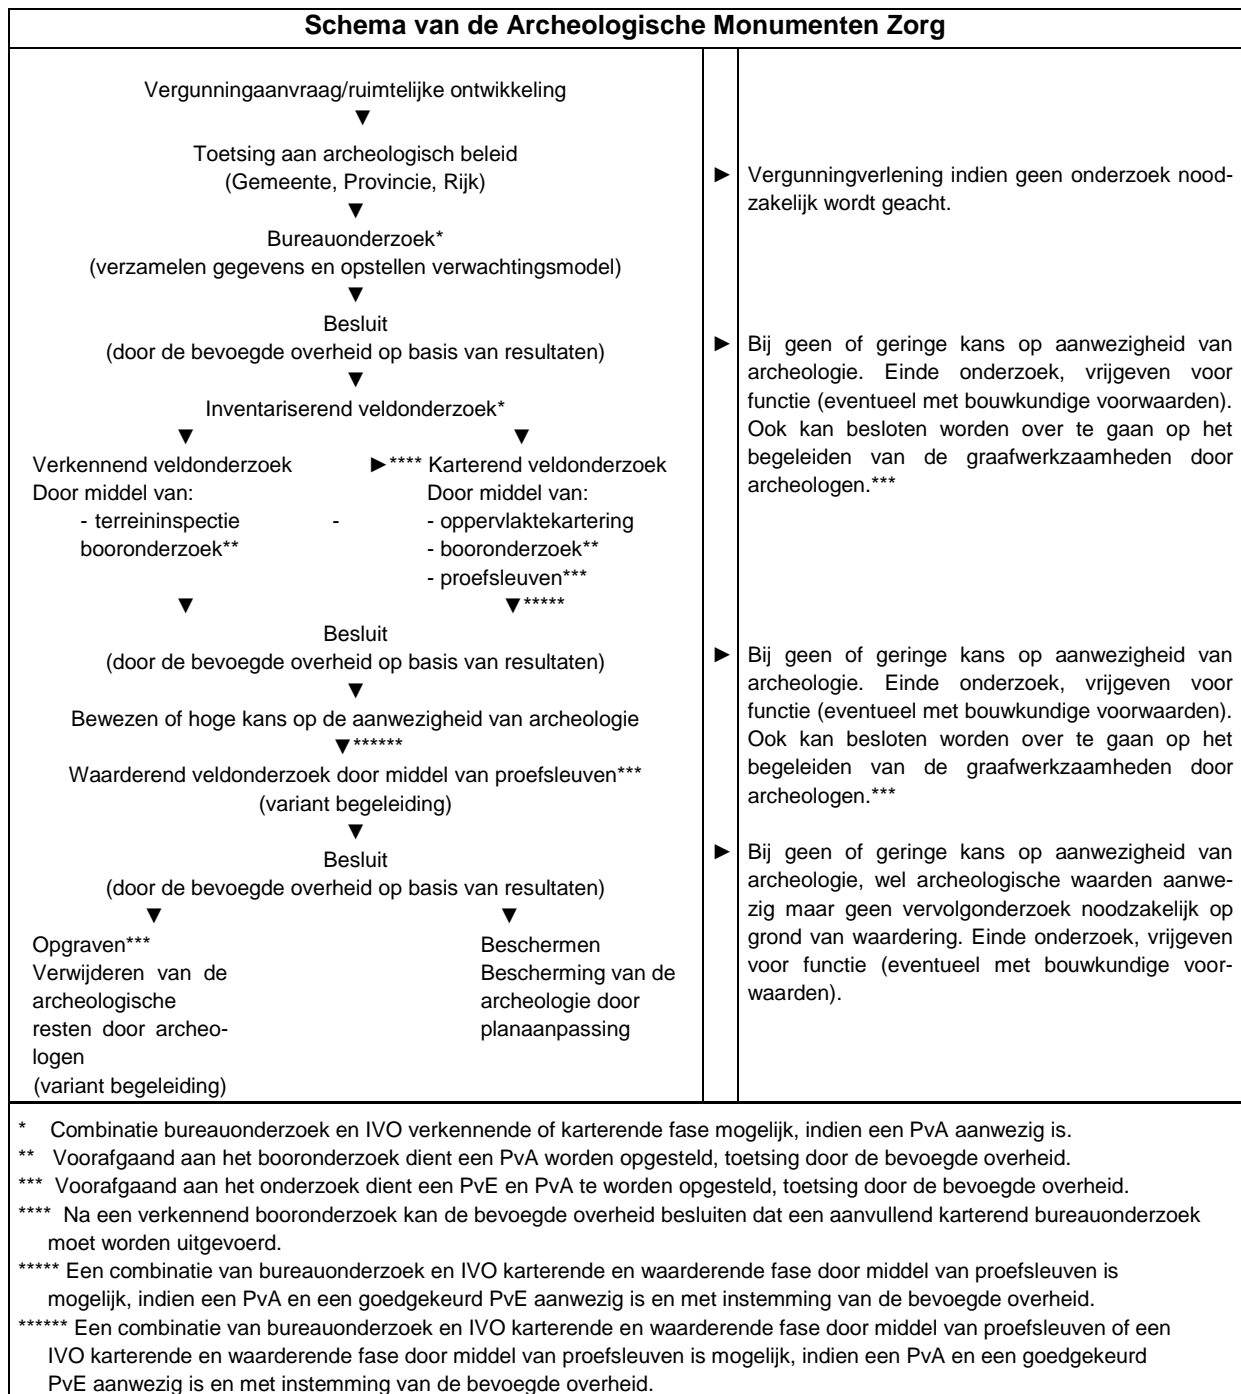 Schema van de Archeologische Monumenten Zorg
Vergunningaanvraag/ruimtelijke ontwikkeling
▼
Toetsing aan archeologisch beleid
(Gemeente, Provincie, Rijk)
▼
► Vergunningverlening indien geen onderzoek nood-
zakelijk wordt geacht.
Bureauonderzoek*
(verzamelen gegevens en opstellen verwachtingsmodel)
▼
Besluit
(door de bevoegde overheid op basis van resultaten)
▼
► Bij geen of geringe kans op aanwezigheid van
archeologie. Einde onderzoek, vrijgeven voor
functie (eventueel met bouwkundige voorwaarden).
Ook kan besloten worden over te gaan op het
begeleiden van de graafwerkzaamheden door
archeologen.***
Inventariserend veldonderzoek*
▼ ▼
Verkennend veldonderzoek ►**** Karterend veldonderzoek
Door middel van: Door middel van:
- terreininspectie - - oppervlaktekartering
booronderzoek** - booronderzoek**
- proefsleuven***
▼ ▼*****
Besluit
(door de bevoegde overheid op basis van resultaten)
▼
► Bij geen of geringe kans op aanwezigheid van
archeologie. Einde onderzoek, vrijgeven voor
functie (eventueel met bouwkundige voorwaarden).
Ook kan besloten worden over te gaan op het
begeleiden van de graafwerkzaamheden door
archeologen.***
Bewezen of hoge kans op de aanwezigheid van archeologie
▼******
Waarderend veldonderzoek door middel van proefsleuven***
(variant begeleiding)
▼
Besluit
(door de bevoegde overheid op basis van resultaten)
▼ ▼
► Bij geen of geringe kans op aanwezigheid van
archeologie, wel archeologische waarden aanwe-
zig maar geen vervolgonderzoek noodzakelijk op
grond van waardering. Einde onderzoek, vrijgeven
voor functie (eventueel met bouwkundige voor-
waarden).
Opgraven***
Verwijderen van de
archeologische
resten door archeo-
logen
(variant begeleiding)
Beschermen
Bescherming van de
archeologie door
planaanpassing
* Combinatie bureauonderzoek en IVO verkennende of karterende fase mogelijk, indien een PvA aanwezig is.
** Voorafgaand aan het booronderzoek dient een PvA worden opgesteld, toetsing door de bevoegde overheid.
*** Voorafgaand aan het onderzoek dient een PvE en PvA te worden opgesteld, toetsing door de bevoegde overheid.
**** Na een verkennend booronderzoek kan de bevoegde overheid besluiten dat een aanvullend karterend bureauonderzoek
moet worden uitgevoerd.
***** Een combinatie van bureauonderzoek en IVO karterende en waarderende fase door middel van proefsleuven is
mogelijk, indien een PvA en een goedgekeurd PvE aanwezig is en met instemming van de bevoegde overheid.
****** Een combinatie van bureauonderzoek en IVO karterende en waarderende fase door middel van proefsleuven of een
IVO karterende en waarderende fase door middel van proefsleuven is mogelijk, indien een PvA en een goedgekeurd
PvE aanwezig is en met instemming van de bevoegde overheid.